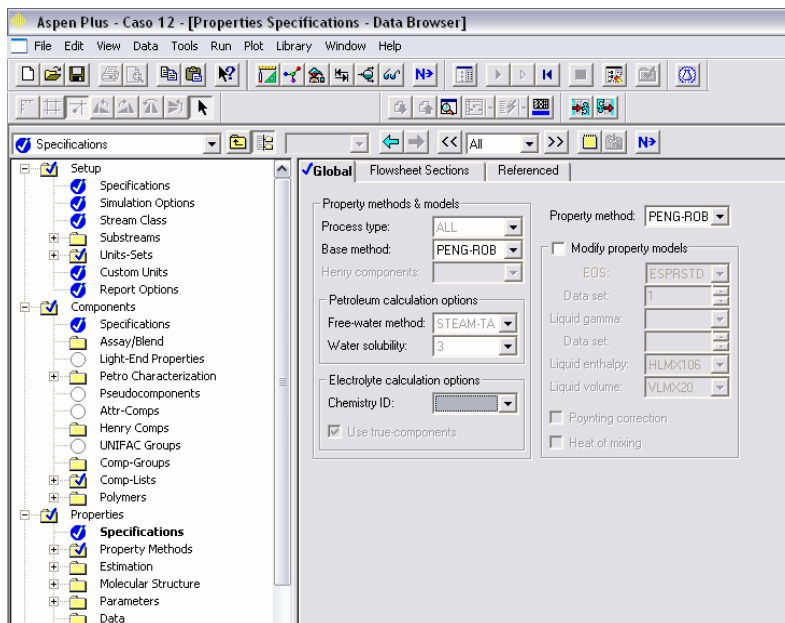 Aspen Plus - Caso 12 - [Properties Specifications - Data Browser]
File Edit View Data Tools Run Plot Library Window Help
N>
Specifications
<< All >> N>
Setup
Specifications
Simulation Options
Stream Class
Substreams
Units-Sets
Custom Units
Report Options
Components
Specifications
Assay/Blend
Light-End Properties
Petro Characterization
Pseudocomponents
Attr-Comps
Henry Comps
UNIFAC Groups
Comp-Groups
Comp-Lists
Polymers
Properties
Specifications
Property Methods
Estimation
Molecular Structure
Parameters
Data
Global Flowsheet Sections Referenced
Property methods & models
Process type: ALL
Base method: PENG-ROB
Henry components:
Petroleum calculation options
Free-water method: STEAM-TA
Water solubility: 3
Electrolyte calculation options
Chemistry ID:
Use true-components
Property method: PENG-ROB
Modify property models
EOS: ESPRSTD
Data set: 1
Liquid gamma:
Data set:
Liquid enthalpy: HLMX106
Liquid volume: VLMX20
Poynting correction
Heat of mixing